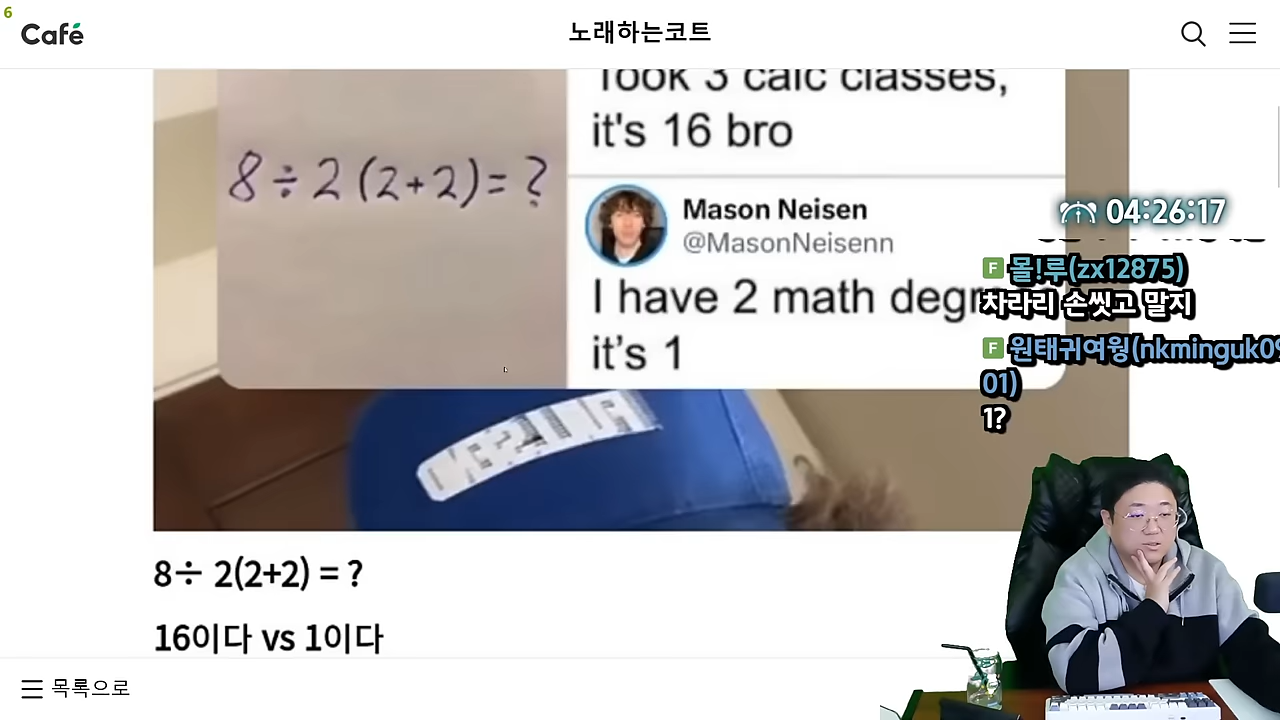 6
Café
노래하는코트
Took 3 calc classes,
it's 16 bro
8÷2(2+2)=?
Mason Neisen
@MasonNeisenn
I have 2 math degr
it's 1
04:26:17
F 몰!루(zx12875)
차라리 손씻고 말지
F 원태귀여웡(nkminguk09
01)
1?
8÷ 2(2+2) = ?
16이다 vs 1이다
목록으로